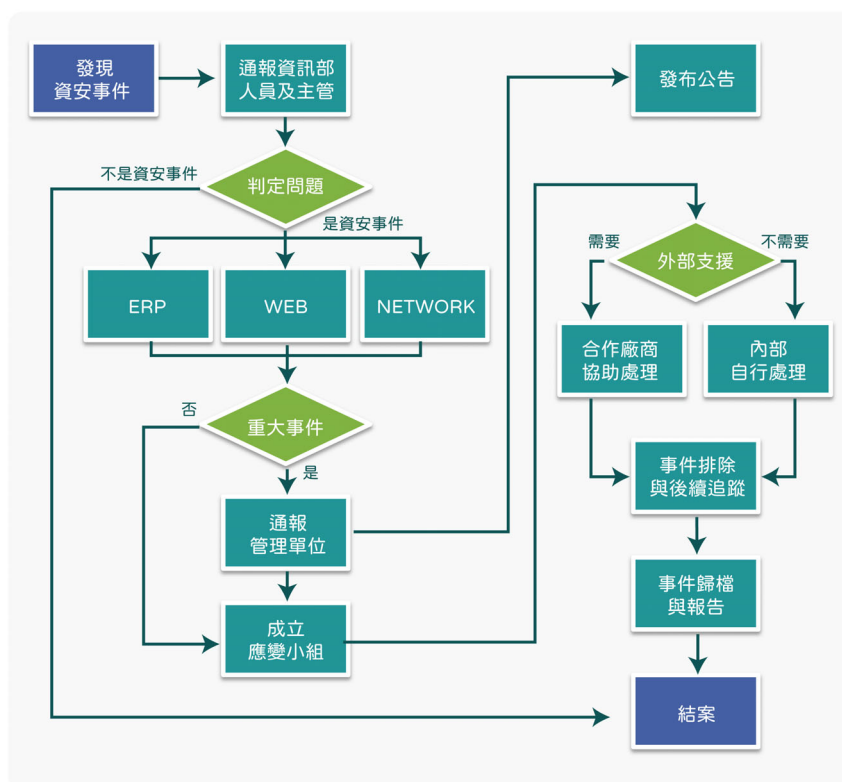 發現
資安事件
通報資訊部
人員及主管
發布公告
不是資安事件
判定問題
是資安事件
ERP
WEB
NETWORK
需要
外部支援
不需要
合作廠商
協助處理
內部
自行處理
否
重大事件
是
通報
管理單位
事件排除
與後續追蹤
成立
應變小組
事件歸檔
與報告
結案